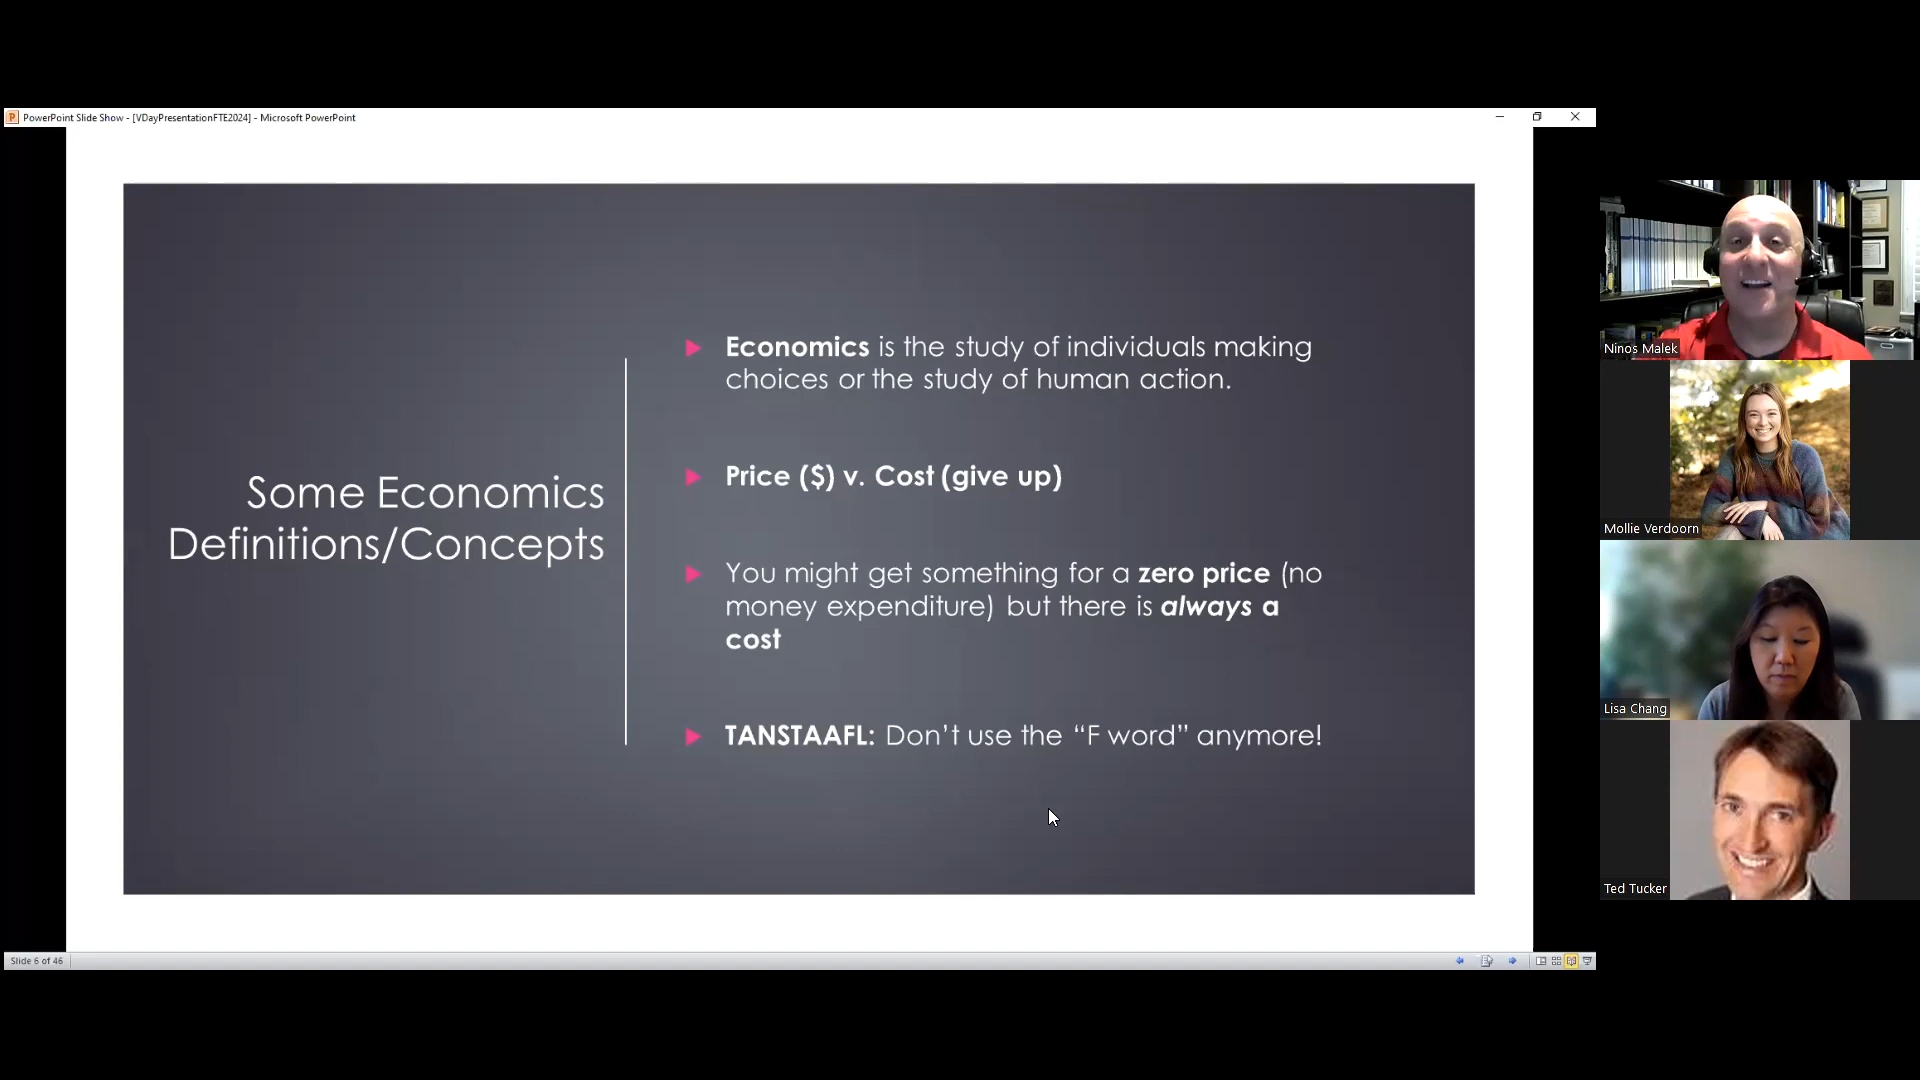 PowerPoint Slide Show - [VDayPresentationFTE2024] - Microsoft PowerPoint
Some Economics
Definitions/Concepts
Economics is the study of individuals making
choices or the study of human action.
Price ($) v. Cost (give up)
You might get something for a zero price (no
money expenditure) but there is always a
cost
TANSTAAFL: Don’t use the “F word” anymore!
Slide 6 of 46
Ninos Malek
Mollie Verdoorn
Lisa Chang
Ted Tucker